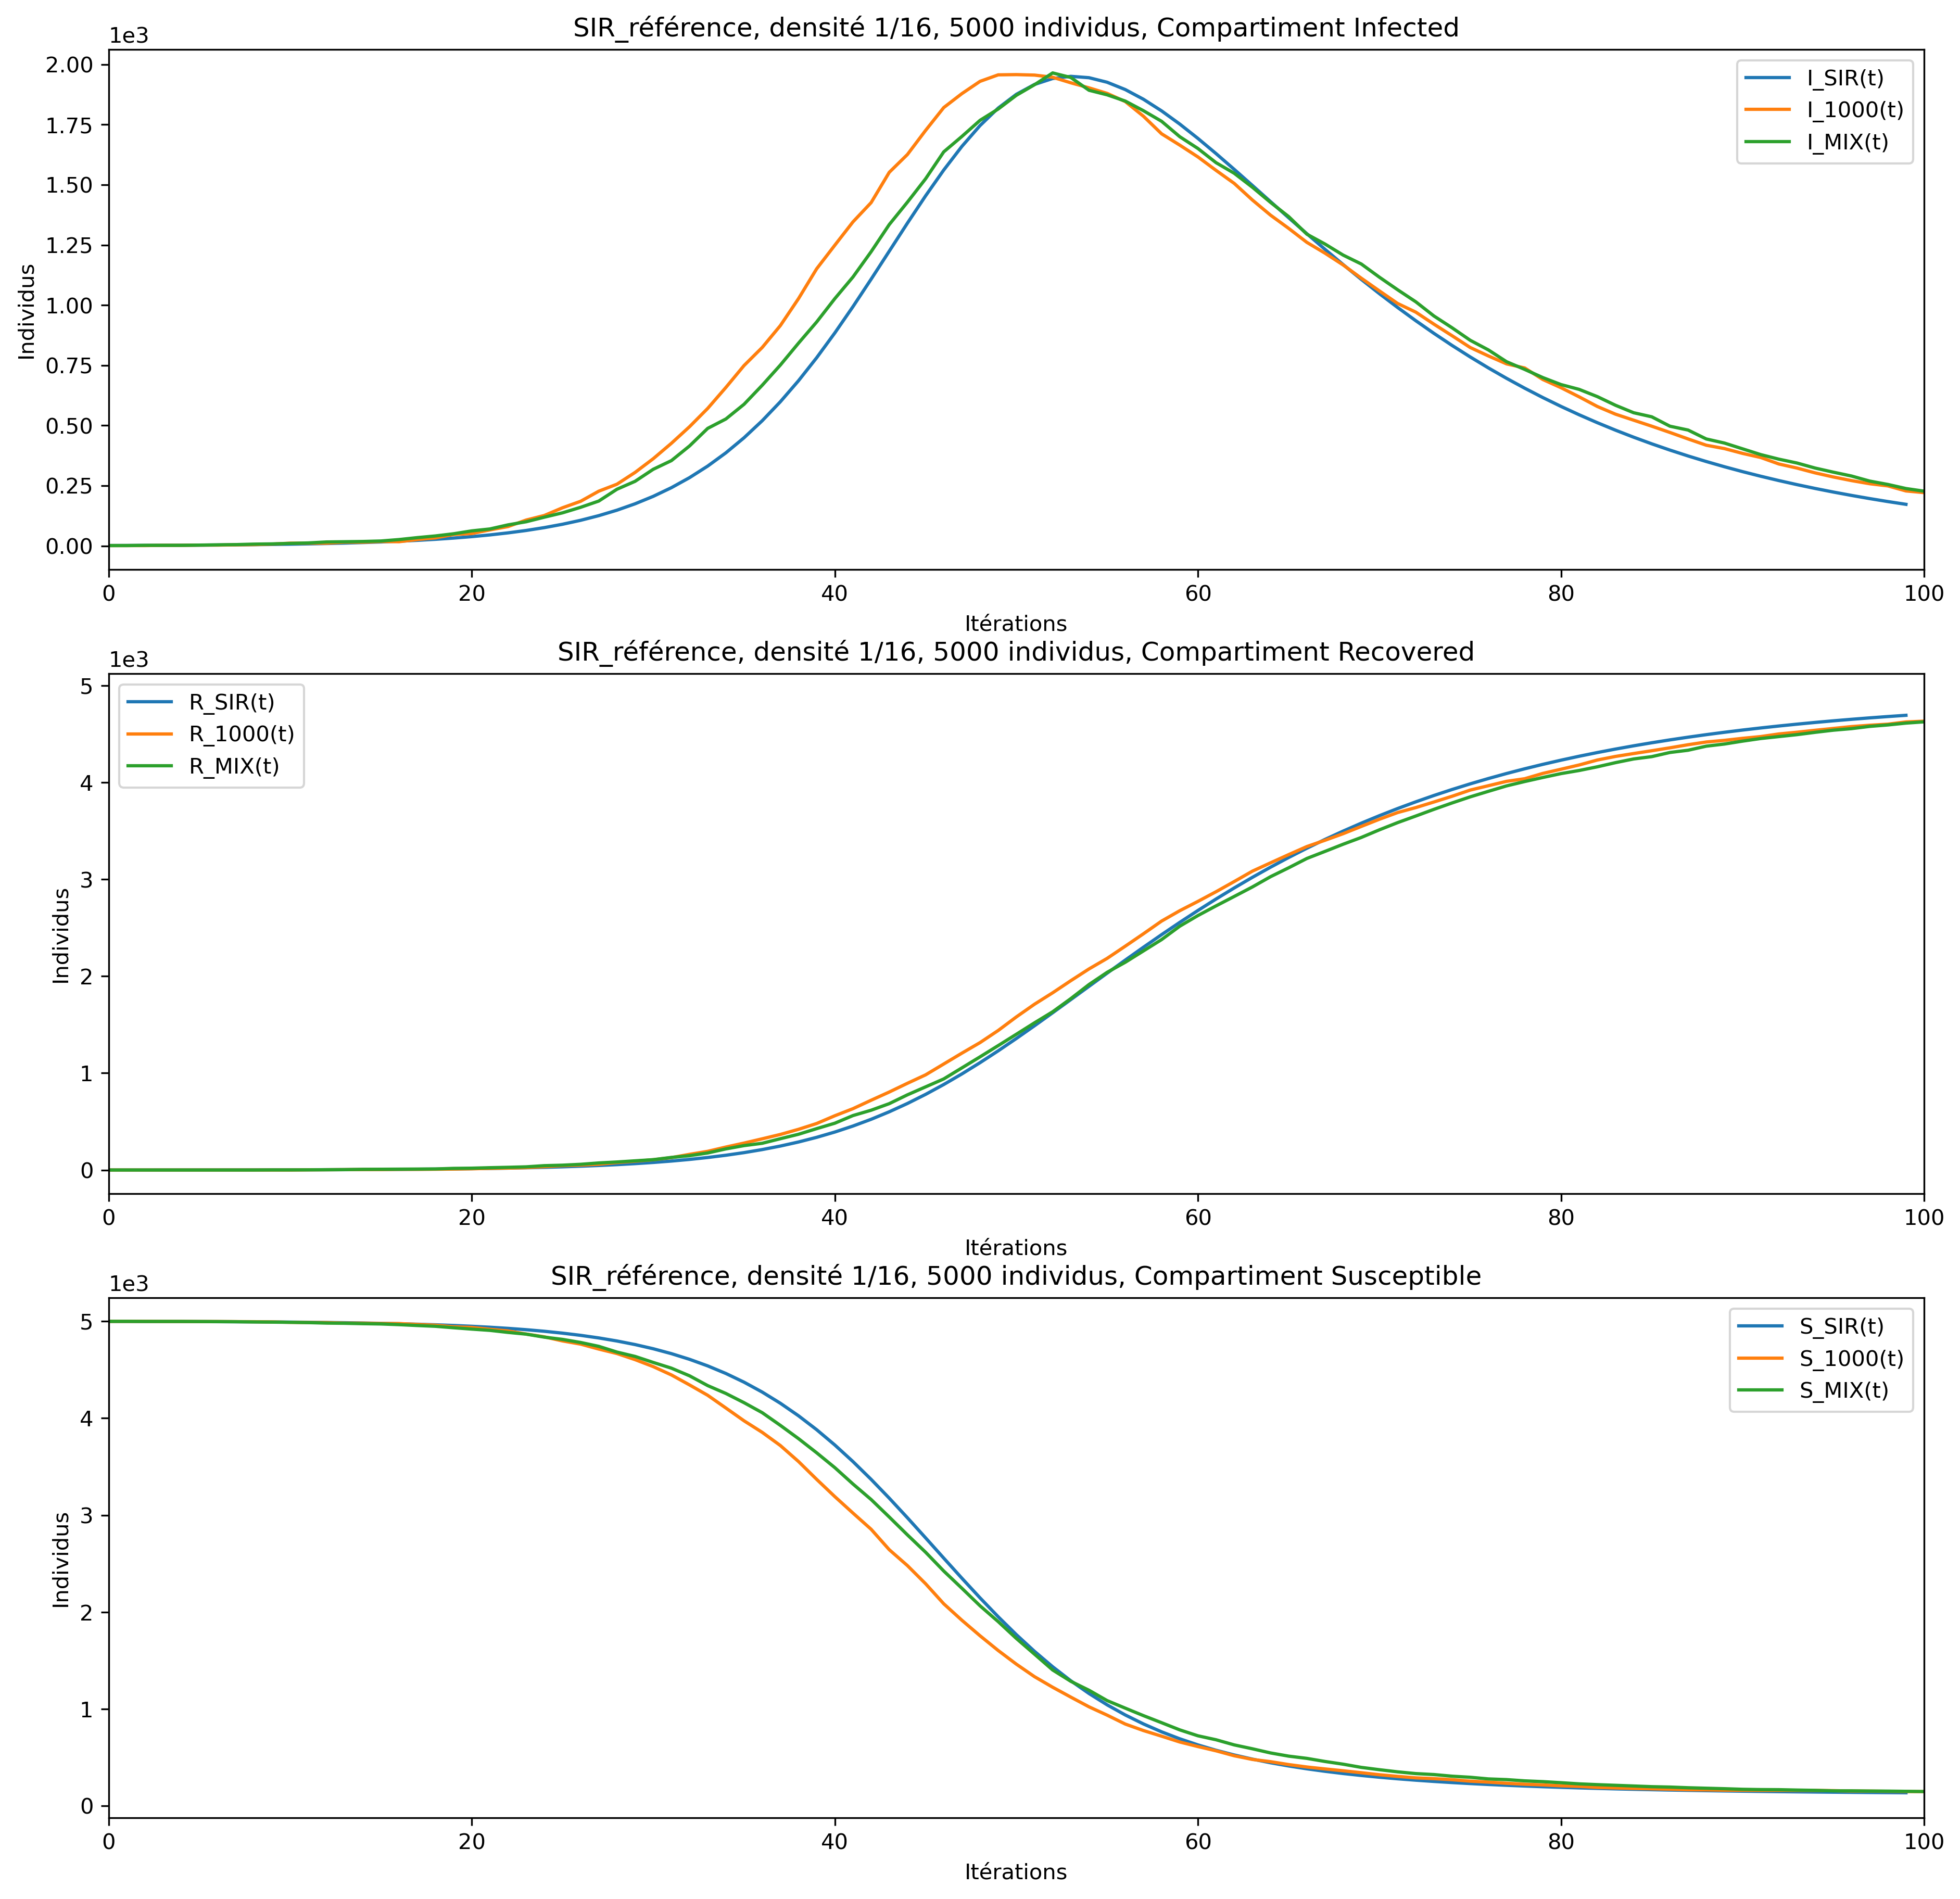 SIR_référence, densité 1/16, 5000 individus, Compartiment Infected
1e3
2.00
1.75
1.50
1.25
1.00
0.75
0.50
0.25
0.00
Individus
I_SIR(t)
I_1000(t)
I_MIX(t)
0 20 40 60 80 100
Itérations
SIR_référence, densité 1/16, 5000 individus, Compartiment Recovered
1e3
5
4
3
2
1
0
Individus
R_SIR(t)
R_1000(t)
R_MIX(t)
0 20 40 60 80 100
Itérations
SIR_référence, densité 1/16, 5000 individus, Compartiment Susceptible
1e3
5
4
3
2
1
0
Individus
S_SIR(t)
S_1000(t)
S_MIX(t)
0 20 40 60 80 100
Itérations